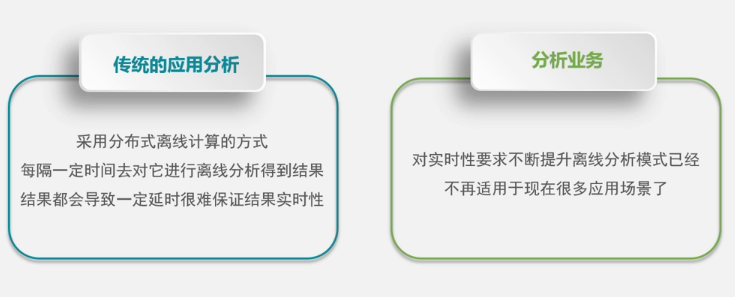 传统的应用分析
采用分布式离线计算的方式
每隔一定时间去对它进行离线分析得到结果
结果都会导致一定延时很难保证结果实时性
分析业务
对实时性要求不断提升离线分析模式已经
不再适用于现在很多应用场景了